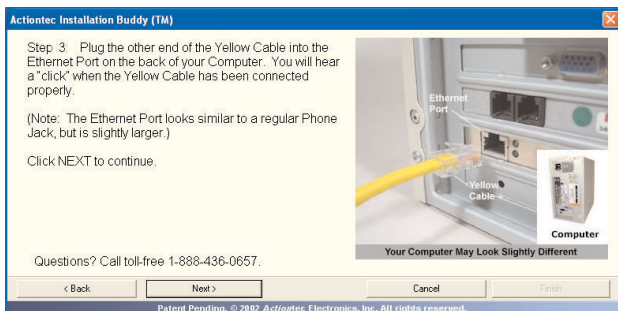 Actiontec Installation Buddy (TM)
Step 3: Plug the other end of the Yellow Cable into the
Ethernet Port on the back of your Computer. You will hear
a "click" when the Yellow Cable has been connected
properly.
(Note: The Ethernet Port looks similar to a regular Phone
Jack, but is slightly larger.)
Click NEXT to continue.
Questions? Call toll-free 1-888-436-0657.
Ethernet
Port
Yellow
Cable
Computer
Your Computer May Look Slightly Different
< Back
Next >
Cancel
Finish
Patent Pending. © 2002 Actiontec Electronics, Inc. All rights reserved.